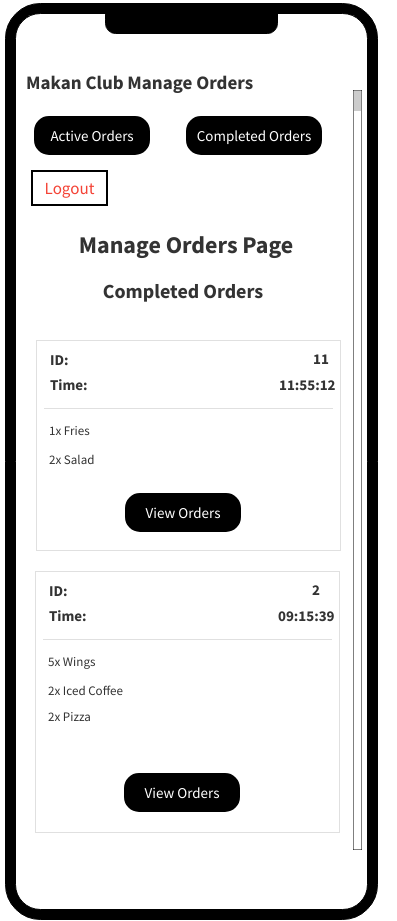 Makan Club Manage Orders
Active Orders Completed Orders
Logout
Manage Orders Page
Completed Orders
ID: 11
Time: 11:55:12
1x Fries
2x Salad
View Orders
ID: 2
Time: 09:15:39
5x Wings
2x Iced Coffee
2x Pizza
View Orders